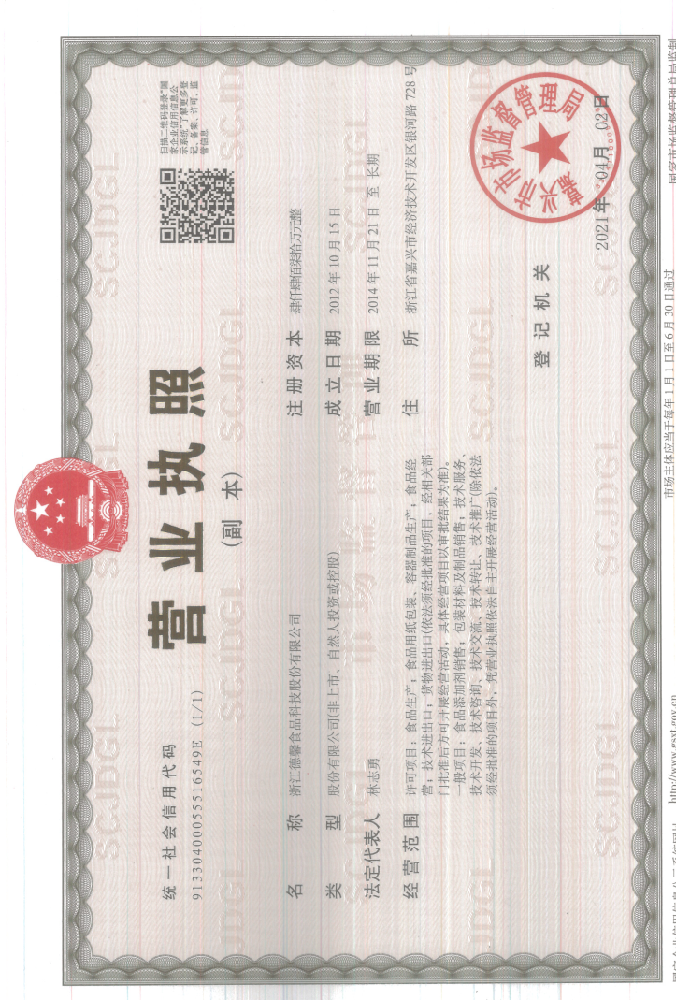 营业执照
(副 本)
统一社会信用代码
91330400055516549E (1/1)
扫描二维码登录"国
家企业信用信息公
示系统"了解更多登
记、备案、许可、监
管信息
名 称 浙江德馨食品科技股份有限公司
类 型 股份有限公司(非上市、自然人投资或控股)
法定代表人 林志勇
经营范围 许可项目：食品生产；食品用纸包装、容器制品生产；食品经
营；技术进出口；货物进出口(依法须经批准的项目，经相关部
门批准后方可开展经营活动，具体经营项目以审批结果为准)。
一般项目：食品添加剂销售；包装材料及制品销售；技术服务、
技术开发、技术咨询、技术交流、技术转让、技术推广(除依法
须经批准的项目外，凭营业执照依法自主开展经营活动)。
注册资本 肆仟肆佰柒拾万元整
成立日期 2012年10月15日
营业期限 2014年11月21日 至 长期
住 所 浙江省嘉兴市经济技术开发区银河路728号
登记机关
嘉兴市市场监督管理局
2021年 04月 02日
http://www.gsxt.gov.cn
市场主体应当于每年1月1日至6月30日通过
国家市场监督管理总局监制
SCJDGL